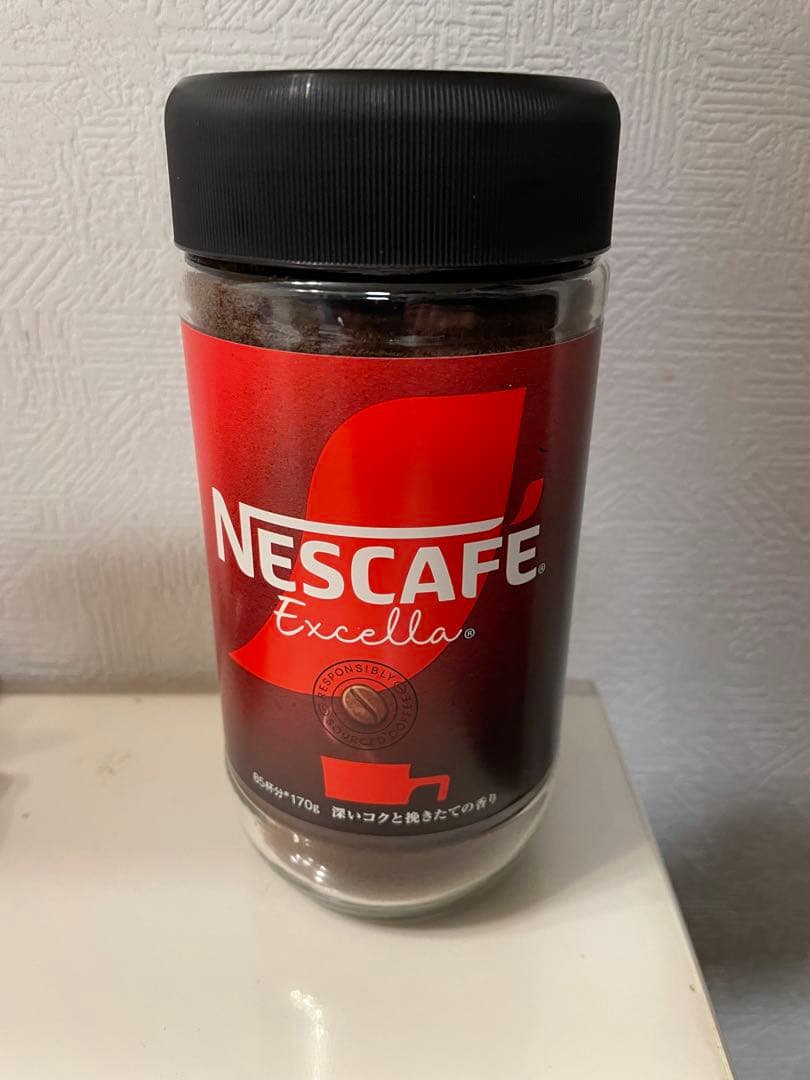 NESCAFÉ®
Excella®
RESPONSIBLY
SOURCED COFFEE
85杯分*170g 深いコクと挽きたての香り